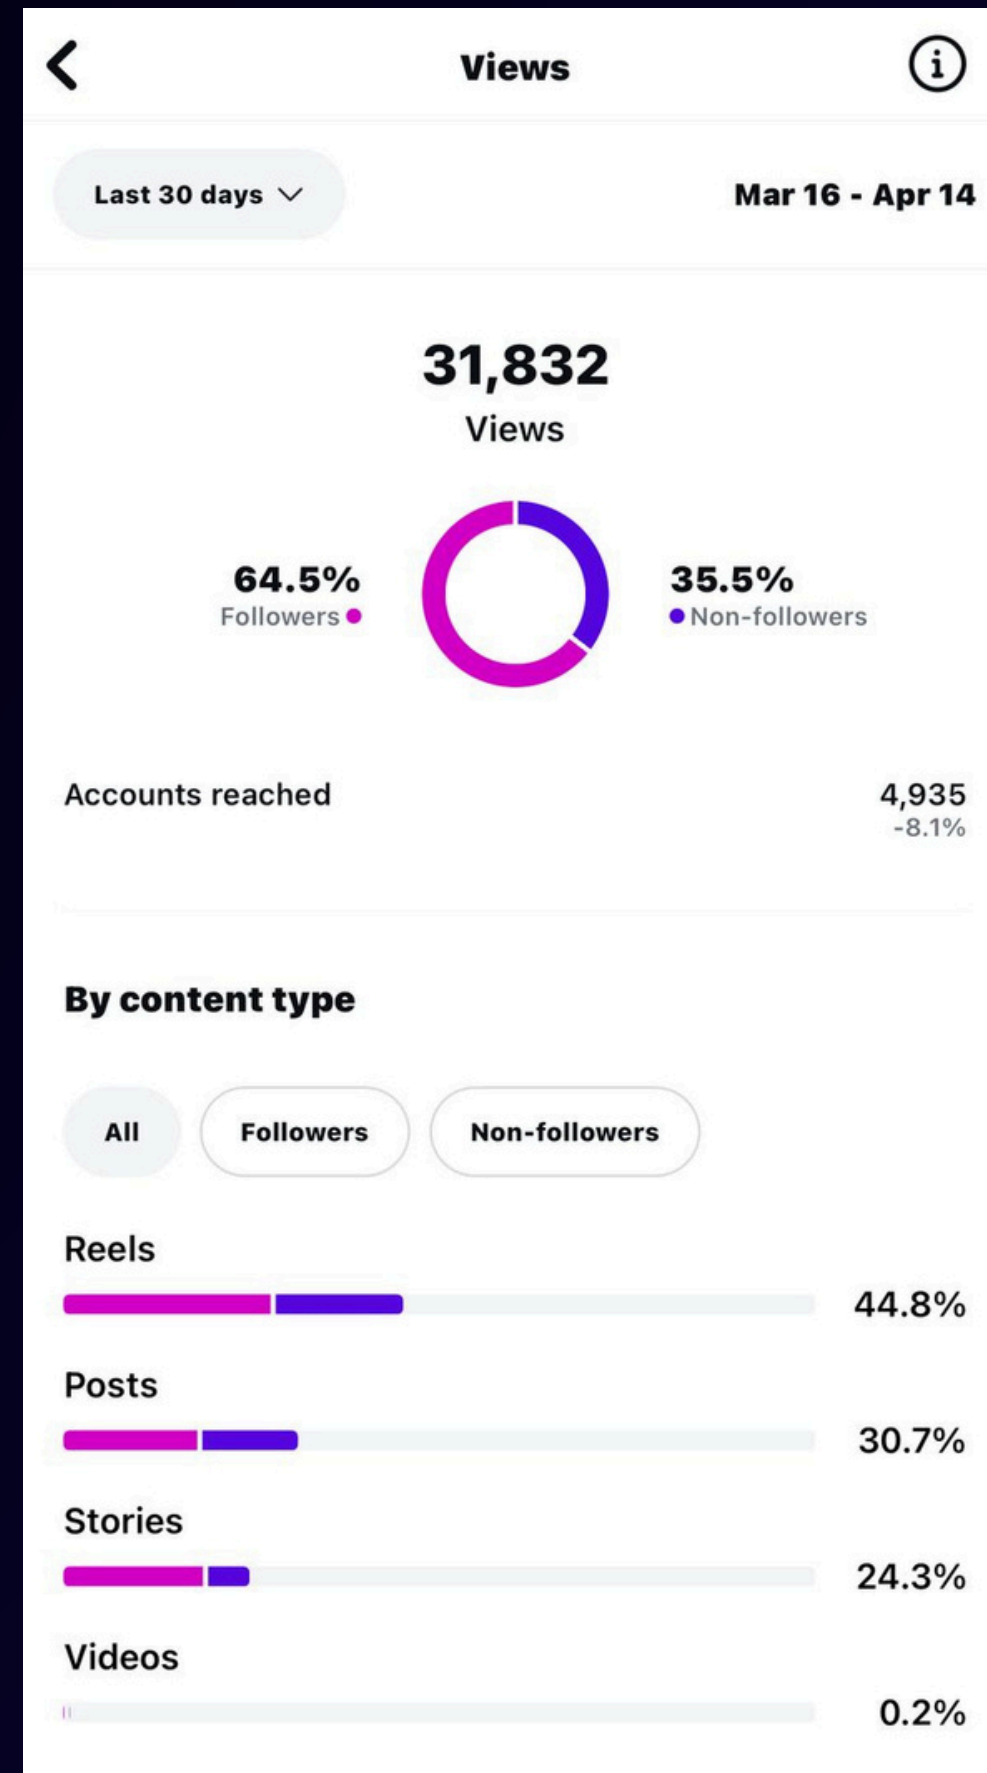 Views
i
Last 30 days
Mar 16 - Apr 14
31,832
Views
64.5%
Followers
35.5%
Non-followers
Accounts reached
4,935
-8.1%
By content type
All
Followers
Non-followers
Reels
44.8%
Posts
30.7%
Stories
24.3%
Videos
0.2%